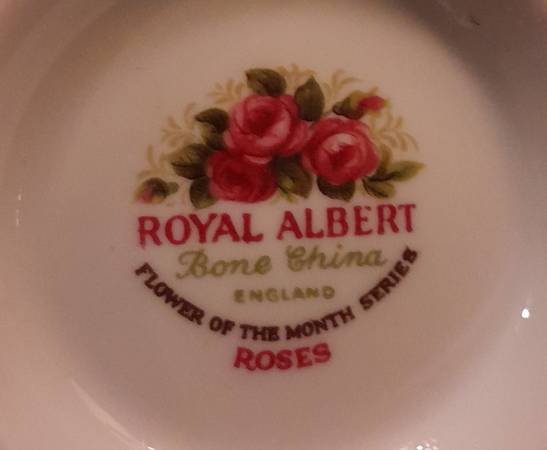 ROYAL ALBERT
Bone China
ENGLAND
FLOWER OF THE MONTH SERIES
ROSES